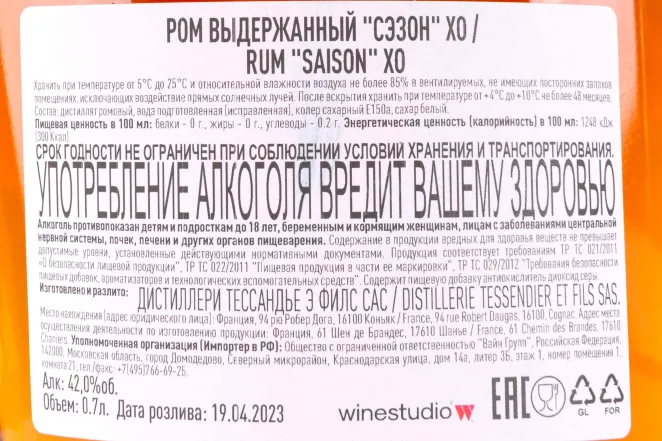 РОМ ВЫДЕРЖАННЫЙ "СЭЗОН" XO /
RUM "SAISON" XO
Хранить при температуре от 5°С до 25°С и относительной влажности воздуха не более 85% в вентилируемых, не имеющих посторонних запахов
помещениях, исключающих воздействие прямых солнечных лучей. После вскрытия хранить при температуре от +4°С до +10°С не более 48 месяцев.
Состав: дистиллят ромовый, вода подготовленная (исправленная), колер сахарный Е150а, сахар белый.
Пищевая ценность в 100 мл: белки - 0 г., жиры - 0 г., углеводы - 0.2 г. Энергетическая ценность (калорийность) в 100 мл: 1248 кДж
(300 Ккал)
СРОК ГОДНОСТИ НЕ ОГРАНИЧЕН ПРИ СОБЛЮДЕНИИ УСЛОВИЙ ХРАНЕНИЯ И ТРАНСПОРТИРОВАНИЯ.
УПОТРЕБЛЕНИЕ АЛКОГОЛЯ ВРЕДИТ ВАШЕМУ ЗДОРОВЬЮ
Алкоголь противопоказан детям и подросткам до 18 лет, беременным и кормящим женщинам, лицам с заболеваниями центральной
нервной системы, почек, печени и других органов пищеварения. Содержание в продукции вредных для здоровья веществ не превышает
допустимые уровни, установленные действующими нормативными документами. Продукция соответствует требованиям ТР ТС 021/2011
«О безопасности пищевой продукции", ТР ТС 022/2011 "Пищевая продукция в части ее маркировки", ТР ТС 029/2012 "Требования безопасности
пищевых добавок, ароматизаторов и технологических вспомогательных средств". Содержит пищевую добавку антиокислитель диоксид серы.
Изготовлено и разлито: ДИСТИЛЛЕРИ ТЕССАНДЬЕ Э ФИЛС САС / DISTILLERIE TESSENDIER ET FILS SAS.
Место нахождения (адрес юридического лица): Франция, 94 рю Робер Дога, 16100 Коньяк / France, 94 rue Robert Daugas, 16100, Cognac. Адрес места
осуществления деятельности по изготовлению продукции: Франция, 61 Шен де Брандес, 17610 Шанье / France, 61 Chemin des Brandes, 17610
Chaniers. Уполномоченная организация (Импортер в РФ): Общество с ограниченной ответственностью "Вайн Групп", Российская Федерация,
142000, Московская область, город Домодедово, Северный микрорайон, Краснодарская улица, дом 14а, литер 3Б, этаж 1, номер помещения 1,
комната 21, тел./факс: +7(495)766-69-25.
Алк: 42,0%об.
Объем: 0.7л. Дата розлива: 19.04.2023
winestudio W EAC
GL FOR